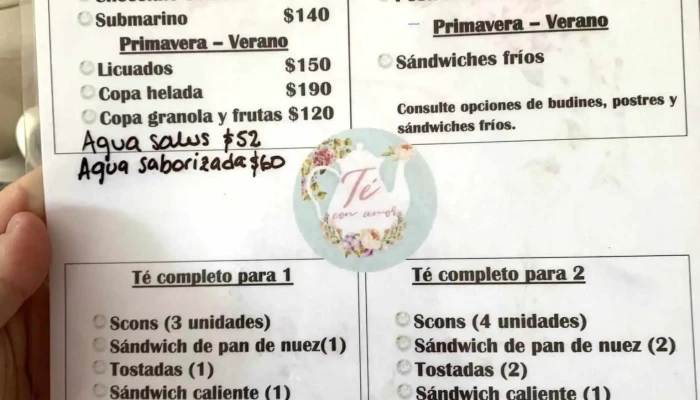 Submarino $140
Primavera – Verano
Licuados $150
Copa helada $190
Copa granola y frutas $120
Agua salus $52
Agua saborizada $60
Primavera – Verano
Sándwiches fríos
Consulte opciones de budines, postres y
sándwiches fríos.
Té
con amor
Té completo para 1
Scons (3 unidades)
Sándwich de pan de nuez(1)
Tostadas (1)
Sándwich caliente (1)
Té completo para 2
Scons (4 unidades)
Sándwich de pan de nuez (2)
Tostadas (2)
Sándwich caliente (1)